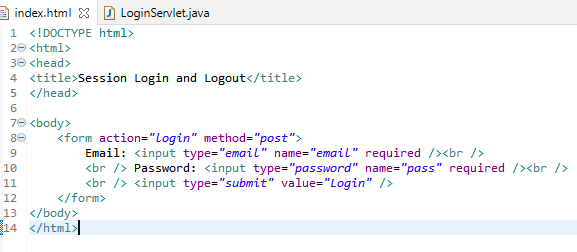 index.html LoginServlet.java
1 <!DOCTYPE html>
2 <html>
3 <head>
4 <title>Session Login and Logout</title>
5 </head>
6
7 <body>
8     <form action="login" method="post">
9         Email: <input type="email" name="email" required /><br />
10         <br /> Password: <input type="password" name="pass" required /><br />
11         <br /> <input type="submit" value="Login" />
12     </form>
13 </body>
14 </html>